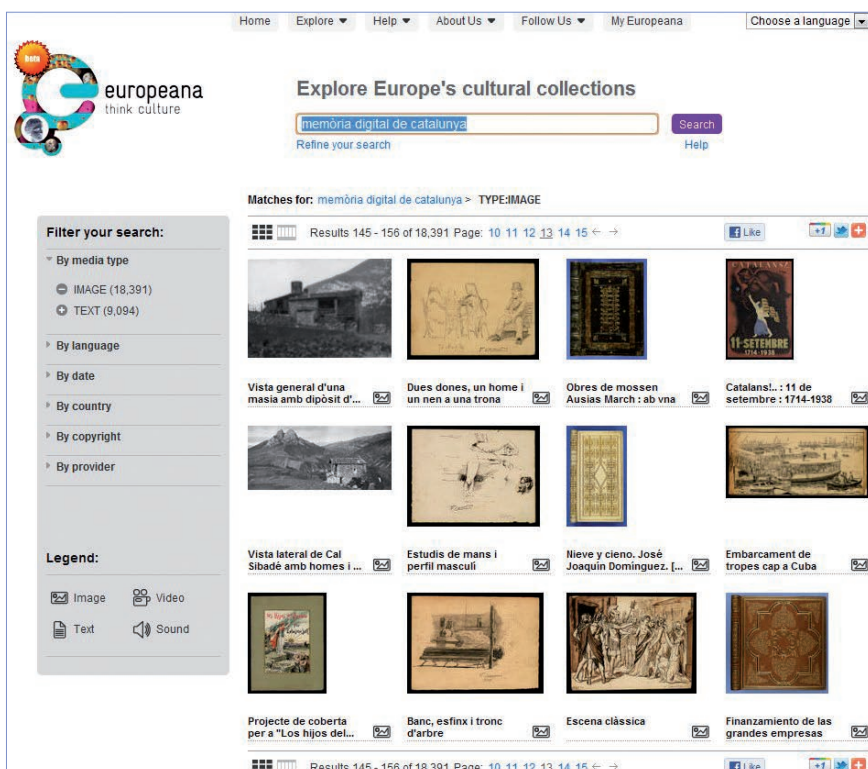 Home Explore Help About Us Follow Us My Europeana Choose a language
beta
europeana
think culture
Explore Europe's cultural collections
memòria digital de catalunya Search
Refine your search Help
Matches for: memòria digital de catalunya > TYPE:IMAGE
Filter your search:
By media type
IMAGE (18,391)
TEXT (9,094)
By language
By date
By country
By copyright
By provider
Legend:
Image Video
Text Sound
Results 145 - 156 of 18,391 Page: 10 11 12 13 14 15 ← →
Like +1
CATALANS!
11-SETEMBRE
1714-1938
Vista general d'una
masia amb dipòsit d'...
Dues dones, un home i
un nen a una trona
Obres de mossen
Ausias March : ab vna
Catalans!.. : 11 de
setembre : 1714-1938
Vista lateral de Cal
Sibadé amb homes i ...
Estudis de mans i
perfil masculí
Nieve y cieno. José
Joaquín Domínguez. [...
Embarcament de
tropes cap a Cuba
Projecte de coberta
per a "Los hijos del...
Banc, esfinx i tronc
d'arbre
Escena clàssica
Finanzamiento de las
grandes empresas
Results 145 - 156 of 18,391 Page: 10 11 12 13 14 15 ← →
Like +1